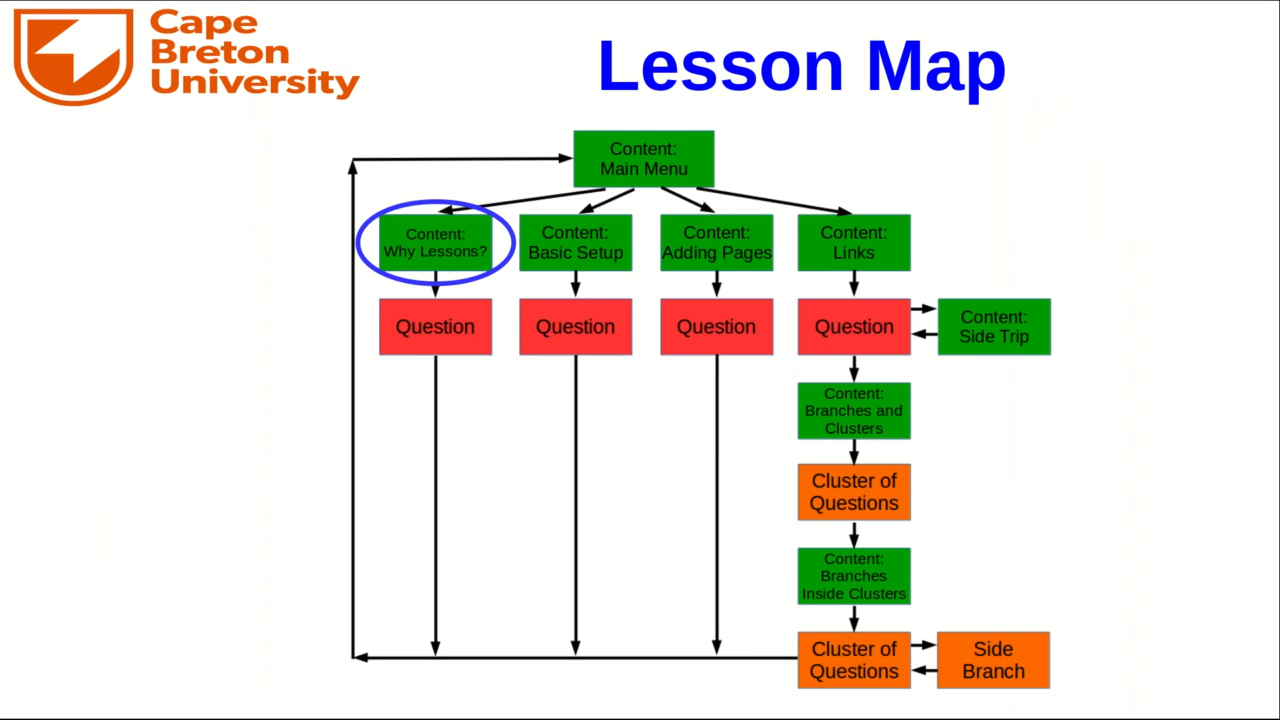 Cape
Breton
University
Lesson Map
Content:
Main Menu
Content:
Why Lessons?
Content:
Basic Setup
Content:
Adding Pages
Content:
Links
Question
Question
Question
Question
Content:
Side Trip
Content:
Branches and
Clusters
Cluster of
Questions
Content:
Branches
Inside Clusters
Cluster of
Questions
Side
Branch